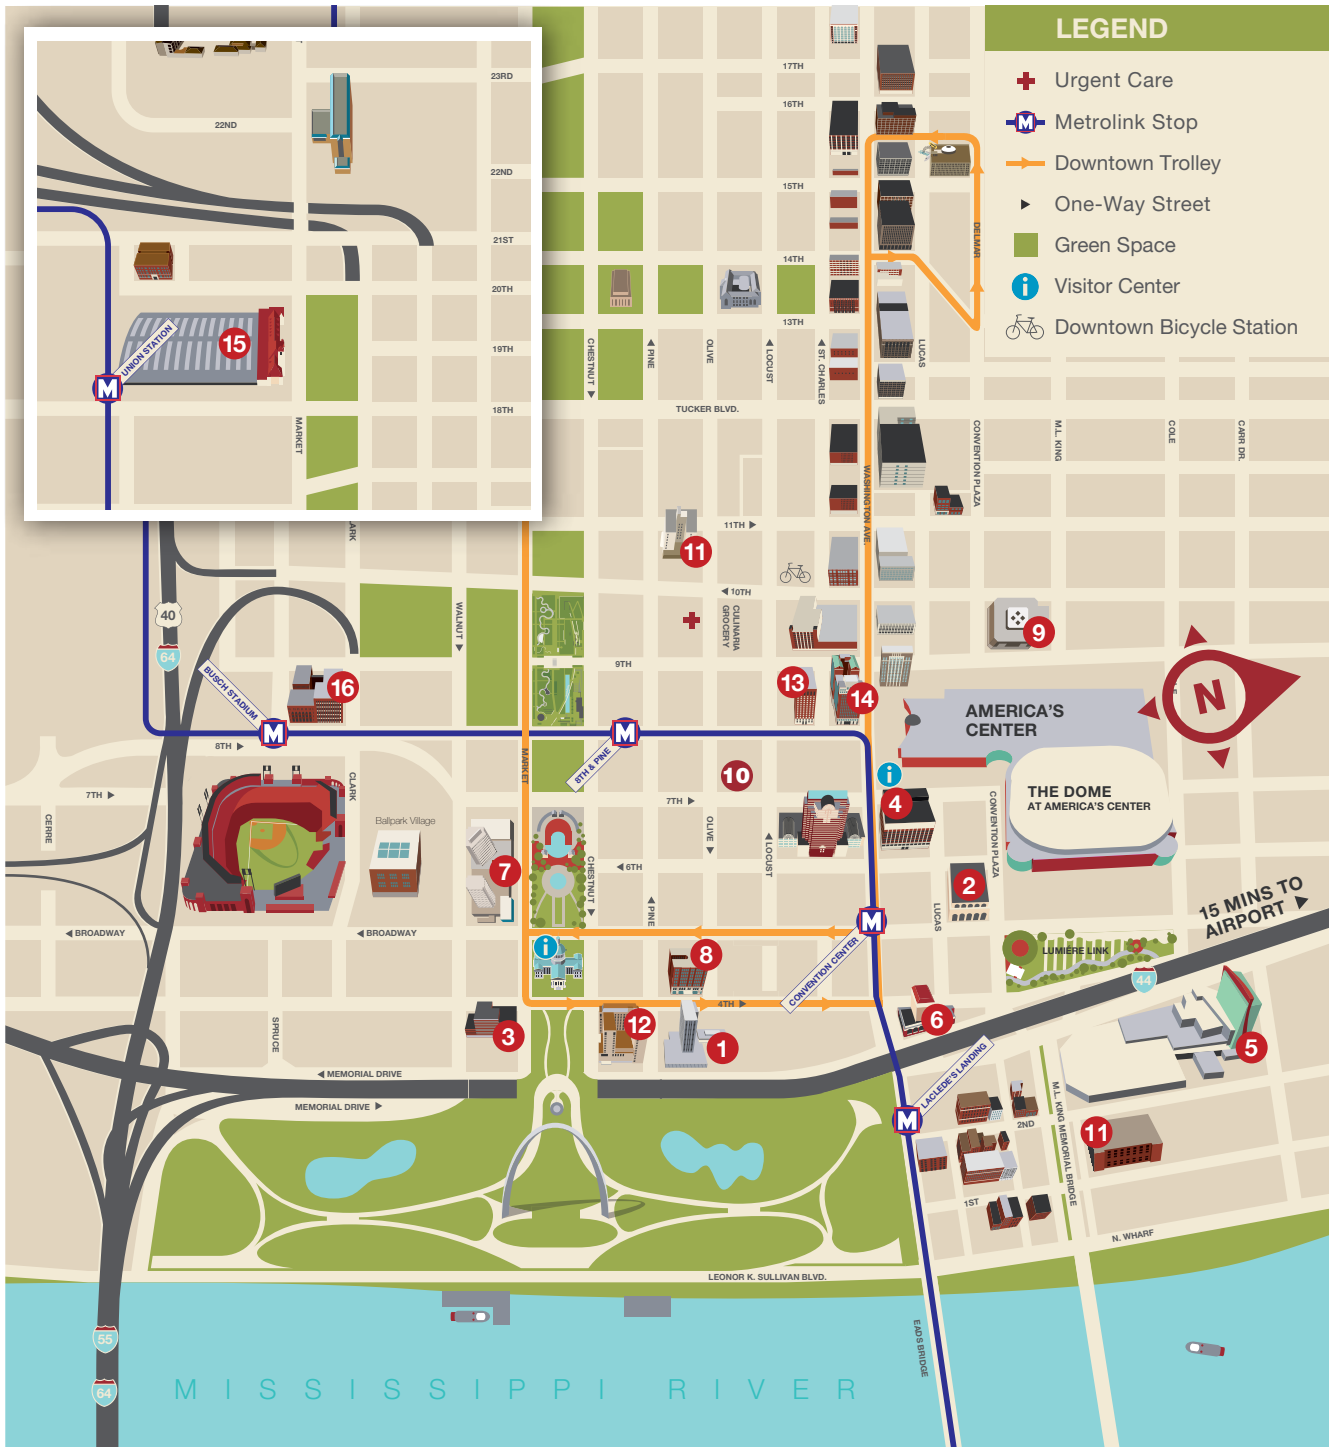 LEGEND
Urgent Care
Metrolink Stop
Downtown Trolley
One-Way Street
Green Space
Visitor Center
Downtown Bicycle Station
23RD
22ND
22ND
21ST
20TH
19TH
18TH
UNION STATION
15
MARKET
17TH
16TH
15TH
14TH
13TH
DELMAR
CHESTNUT
PINE
OLIVE
LOCUST
ST. CHARLES
LUCAS
TUCKER BLVD.
WASHINGTON AVE.
CONVENTION PLAZA
M.L. KING
COLE
CARR DR.
11TH
11
10TH
CULINARIA
GROCERY
ARK
WALNUT
40
64
9TH
9
N
BUSCH STADIUM
16
13
14
AMERICA'S
CENTER
8TH
MARKET
8TH & PINE
10
7TH
7TH
CERRE
CLARK
Ballpark Village
OLIVE
LOCUST
4
CONVENTION PLAZA
THE DOME
AT AMERICA'S CENTER
7
CHESTNUT
6TH
2
PINE
LUCAS
15 MINS TO
AIRPORT
BROADWAY
BROADWAY
8
CONVENTION CENTER
LUMIERE LINK
44
4TH
SPRUCE
3
12
1
6
5
MEMORIAL DRIVE
MEMORIAL DRIVE
LACLEDE'S LANDING
2ND
M.L. KING MEMORIAL BRIDGE
11
1ST
N. WHARF
LEONOR K. SULLIVAN BLVD.
EADS BRIDGE
55
64
MISSISSIPPI RIVER